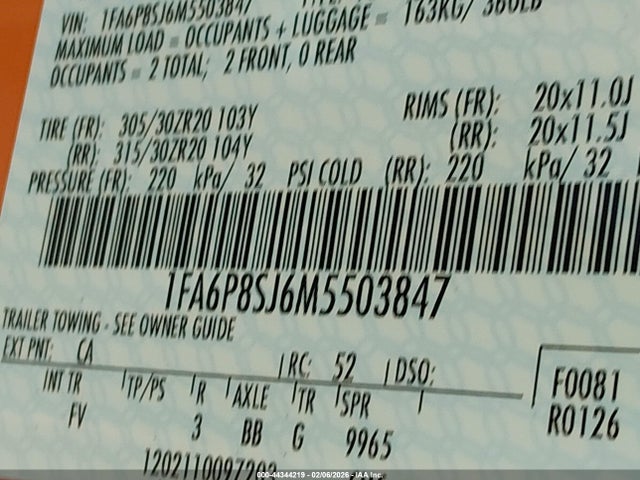 VIN: 1FA6P8SJ6M5503847
MAXIMUM LOAD = OCCUPANTS + LUGGAGE = 163KG/ 360LB
OCCUPANTS = 2 TOTAL; 2 FRONT, 0 REAR
TIRE (FR): 305/30ZR20 103Y RIMS (FR): 20x11.0J
(RR): 315/30ZR20 104Y (RR): 20x11.5J
PRESSURE (FR): 220 kPa/ 32 PSI COLD (RR): 220 kPa/ 32
1FA6P8SJ6M5503847
TRAILER TOWING - SEE OWNER GUIDE
EXT PNT: CA RC: 52 DSO:
INT TR TP/PS R AXLE TR SPR
FV 3 BB G 9965
F0081
R0126
000-44344219 - 02/06/2026 - IAA Inc.